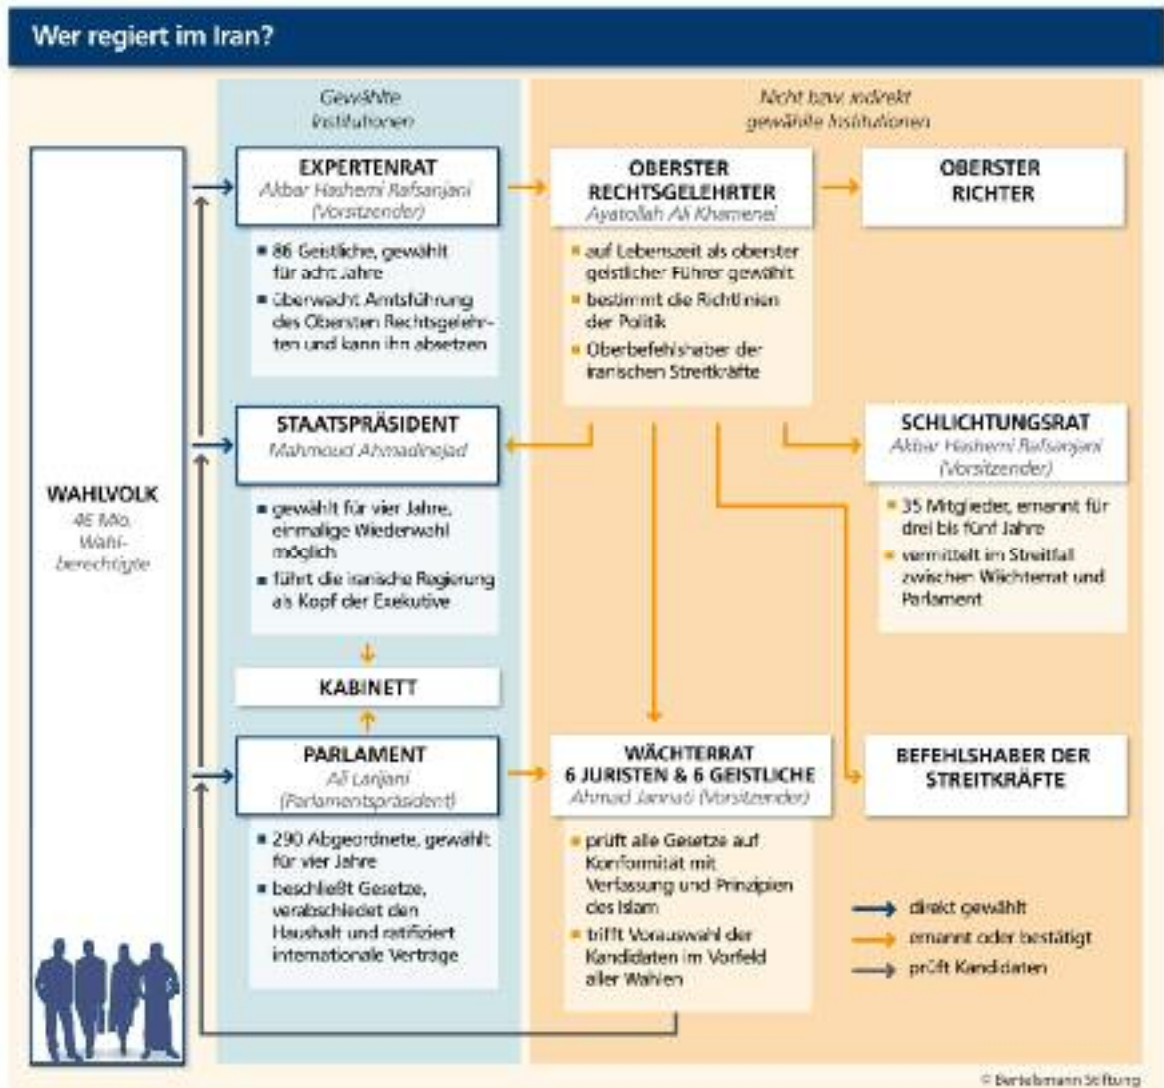 Wer regiert im Iran?
Gewählte
Institutionen
Nicht bzw. indirekt
gewählte Institutionen
WAHLVOLK
46 Mio.
Wahl-
berechtigte
EXPERTENRAT
Akbar Hashemi Rafsanjani
(Vorsitzender)
■ 86 Geistliche, gewählt
für acht Jahre
■ überwacht Amtsführung
des Obersten Rechtsgelehr-
ten und kann ihn absetzen
OBERSTER
RECHTSGELEHRTER
Ayatollah Ali Khamenei
■ auf Lebenszeit als oberster
geistlicher Führer gewählt
■ bestimmt die Richtlinien
der Politik
■ Oberbefehlshaber der
iranischen Streitkräfte
OBERSTER
RICHTER
STAATSPRÄSIDENT
Mahmoud Ahmadinejad
■ gewählt für vier Jahre,
einmalige Wiederwahl
möglich
■ führt die iranische Regierung
als Kopf der Exekutive
SCHLICHTUNGSRAT
Akbar Hashemi Rafsanjani
(Vorsitzender)
■ 35 Mitglieder, ernannt für
drei bis fünf Jahre
■ vermittelt im Streitfall
zwischen Wächterrat und
Parlament
KABINETT
PARLAMENT
Ali Larijani
(Parlamentspräsident)
■ 290 Abgeordnete, gewählt
für vier Jahre
■ beschließt Gesetze,
verabschiedet den
Haushalt und ratifiziert
internationale Verträge
WÄCHTERRAT
6 JURISTEN & 6 GEISTLICHE
Ahmad Jannati (Vorsitzender)
■ prüft alle Gesetze auf
Konformität mit
Verfassung und Prinzipien
des Islam
■ trifft Vorauswahl der
Kandidaten im Vorfeld
aller Wahlen
BEFEHLSHABER DER
STREITKRÄFTE
direkt gewählt
ernannt oder bestätigt
prüft Kandidaten
© Bertelsmann Stiftung